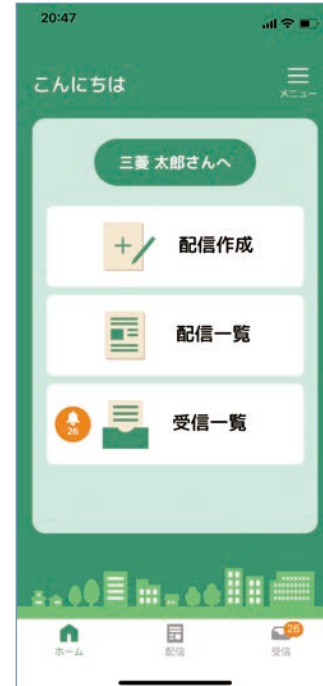 20:47
こんにちは
メニュー
三菱 太郎さんへ
配信作成
配信一覧
26
受信一覧
26
ホーム
配信
受信